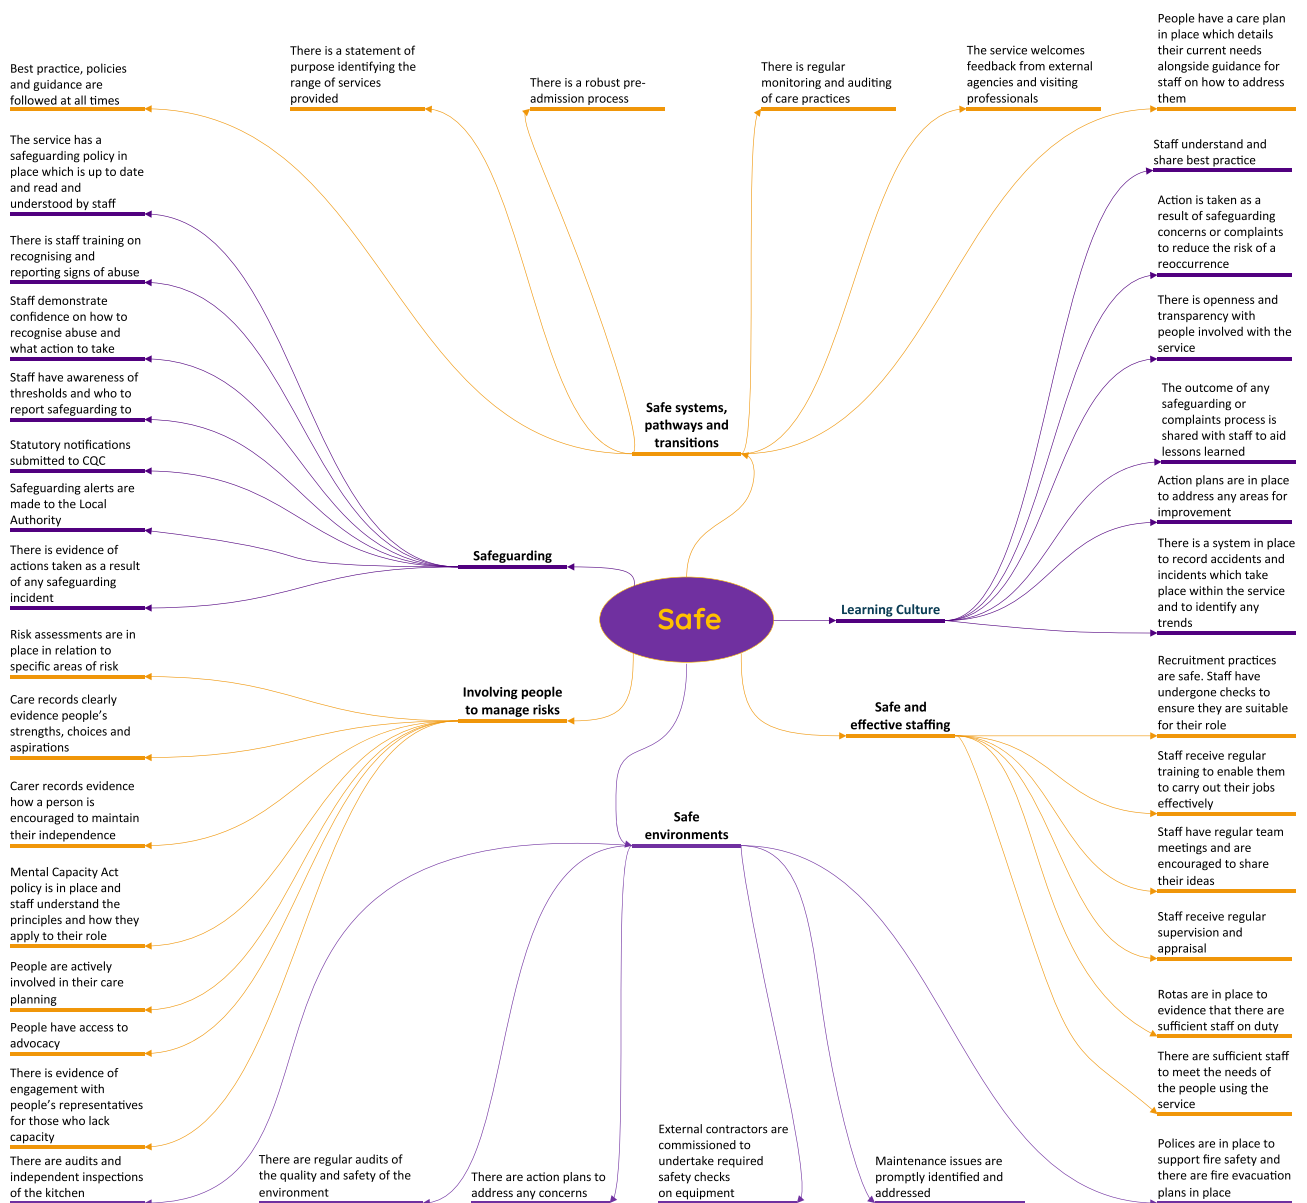 Best practice, policies
and guidance are
followed at all times
There is a statement of
purpose identifying the
range of services
provided
There is a robust pre-
admission process
There is regular
monitoring and auditing
of care practices
The service welcomes
feedback from external
agencies and visiting
professionals
People have a care plan
in place which details
their current needs
alongside guidance for
staff on how to address
them
The service has a
safeguarding policy in
place which is up to date
and read and
understood by staff
There is staff training on
recognising and
reporting signs of abuse
Staff demonstrate
confidence on how to
recognise abuse and
what action to take
Staff have awareness of
thresholds and who to
report safeguarding to
Statutory notifications
submitted to CQC
Safeguarding alerts are
made to the Local
Authority
There is evidence of
actions taken as a result
of any safeguarding
incident
Safe systems,
pathways and
transitions
Safeguarding
Safe
Learning Culture
Staff understand and
share best practice
Action is taken as a
result of safeguarding
concerns or complaints
to reduce the risk of a
reoccurrence
There is openness and
transparency with
people involved with the
service
The outcome of any
safeguarding or
complaints process is
shared with staff to aid
lessons learned
Action plans are in place
to address any areas for
improvement
There is a system in place
to record accidents and
incidents which take
place within the service
and to identify any
trends
Risk assessments are in
place in relation to
specific areas of risk
Care records clearly
evidence people's
strengths, choices and
aspirations
Carer records evidence
how a person is
encouraged to maintain
their independence
Mental Capacity Act
policy is in place and
staff understand the
principles and how they
apply to their role
People are actively
involved in their care
planning
People have access to
advocacy
There is evidence of
engagement with
people's representatives
for those who lack
capacity
Involving people
to manage risks
Safe and
effective staffing
Recruitment practices
are safe. Staff have
undergone checks to
ensure they are suitable
for their role
Staff receive regular
training to enable them
to carry out their jobs
effectively
Staff have regular team
meetings and are
encouraged to share
their ideas
Staff receive regular
supervision and
appraisal
Rotas are in place to
evidence that there are
sufficient staff on duty
There are sufficient staff
to meet the needs of
the people using the
service
Safe
environments
There are audits and
independent inspections
of the kitchen
There are regular audits of
the quality and safety of the
environment
There are action plans to
address any concerns
External contractors are
commissioned to
undertake required
safety checks
on equipment
Maintenance issues are
promptly identified and
addressed
Polices are in place to
support fire safety and
there are fire evacuation
plans in place